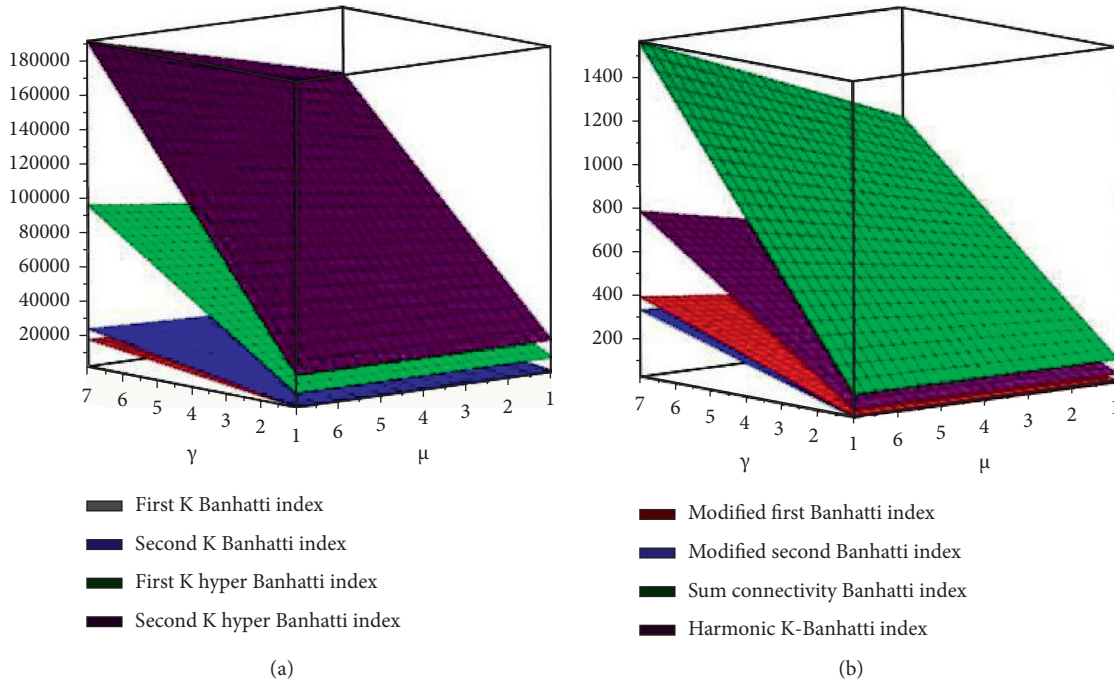 180000
160000
140000
120000
100000
80000
60000
40000
20000
7 6 5 4 3 2 1 6 5 4 3 2 1
γ μ
First K Banhatti index
Second K Banhatti index
First K hyper Banhatti index
Second K hyper Banhatti index
(a)
1400
1200
1000
800
600
400
200
7 6 5 4 3 2 1 6 5 4 3 2 1
γ μ
Modified first Banhatti index
Modified second Banhatti index
Sum connectivity Banhatti index
Harmonic K-Banhatti index
(b)